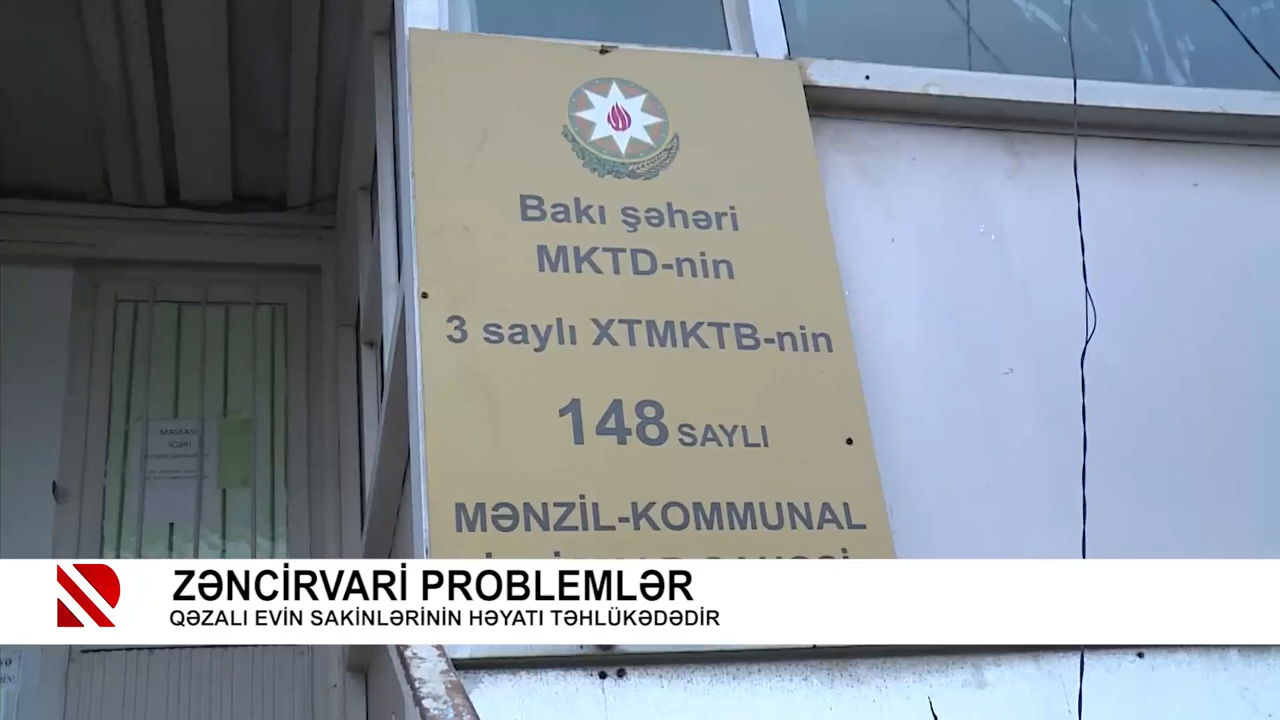 Bakı şəhəri
MKTD-nin
3 saylı XTMKTB-nin
148 SAYLI
MƏNZİL-KOMMUNAL
ZƏNCİRVARİ PROBLEMLƏR
QƏZALI EVİN SAKİNLƏRİNİN HƏYATI TƏHLÜKƏDƏDİR